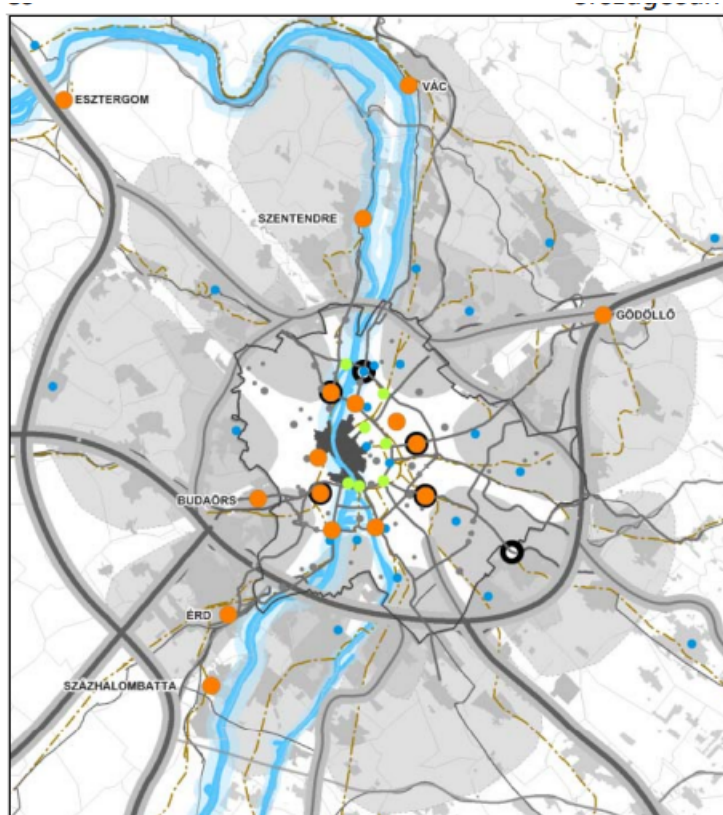 ESZTERGOM
VÁC
SZENTENDRE
GÖDÖLLŐ
BUDAÖRS
ÉRD
SZÁZHALOMBATTA